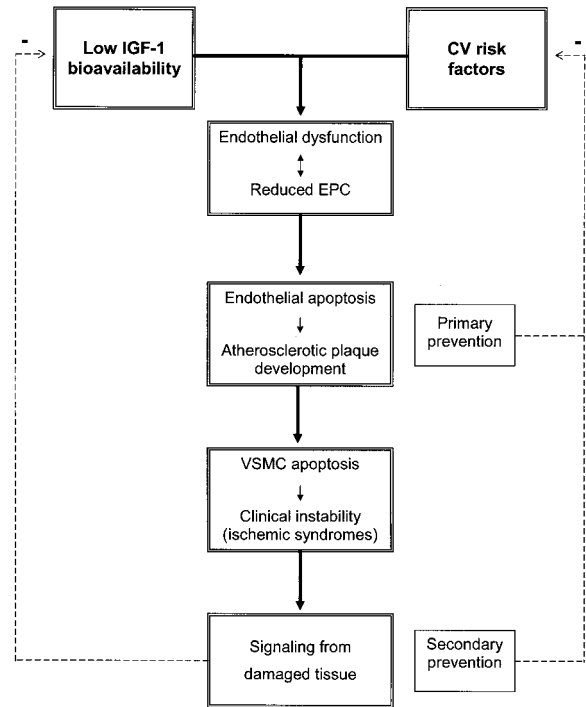 -
Low IGF-1
bioavailability
CV risk
factors
-
Endothelial dysfunction
Reduced EPC
Endothelial apoptosis
Atherosclerotic plaque
development
Primary
prevention
VSMC apoptosis
Clinical instability
(ischemic syndromes)
Signaling from
damaged tissue
Secondary
prevention